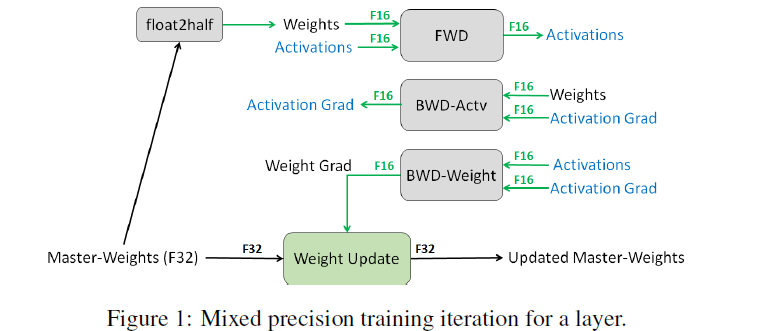 float2half
Weights
F16
Activations
F16
FWD
F16
Activations
Activation Grad
F16
BWD-Actv
F16
Weights
F16
Activation Grad
Weight Grad
F16
BWD-Weight
F16
Activations
F16
Activation Grad
Master-Weights (F32)
F32
Weight Update
F32
Updated Master-Weights
Figure 1: Mixed precision training iteration for a layer.